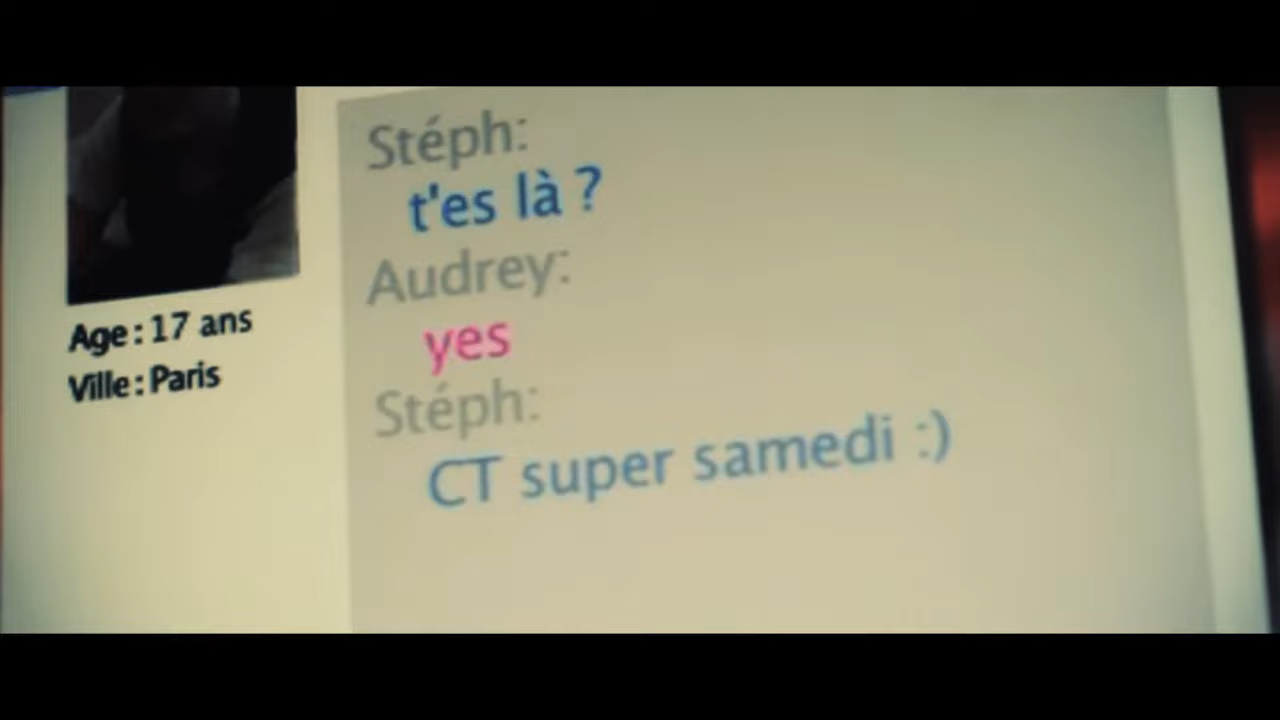 Stéph:
t'es là ?
Audrey:
yes
Stéph:
CT super samedi :)
Age : 17 ans
Ville : Paris